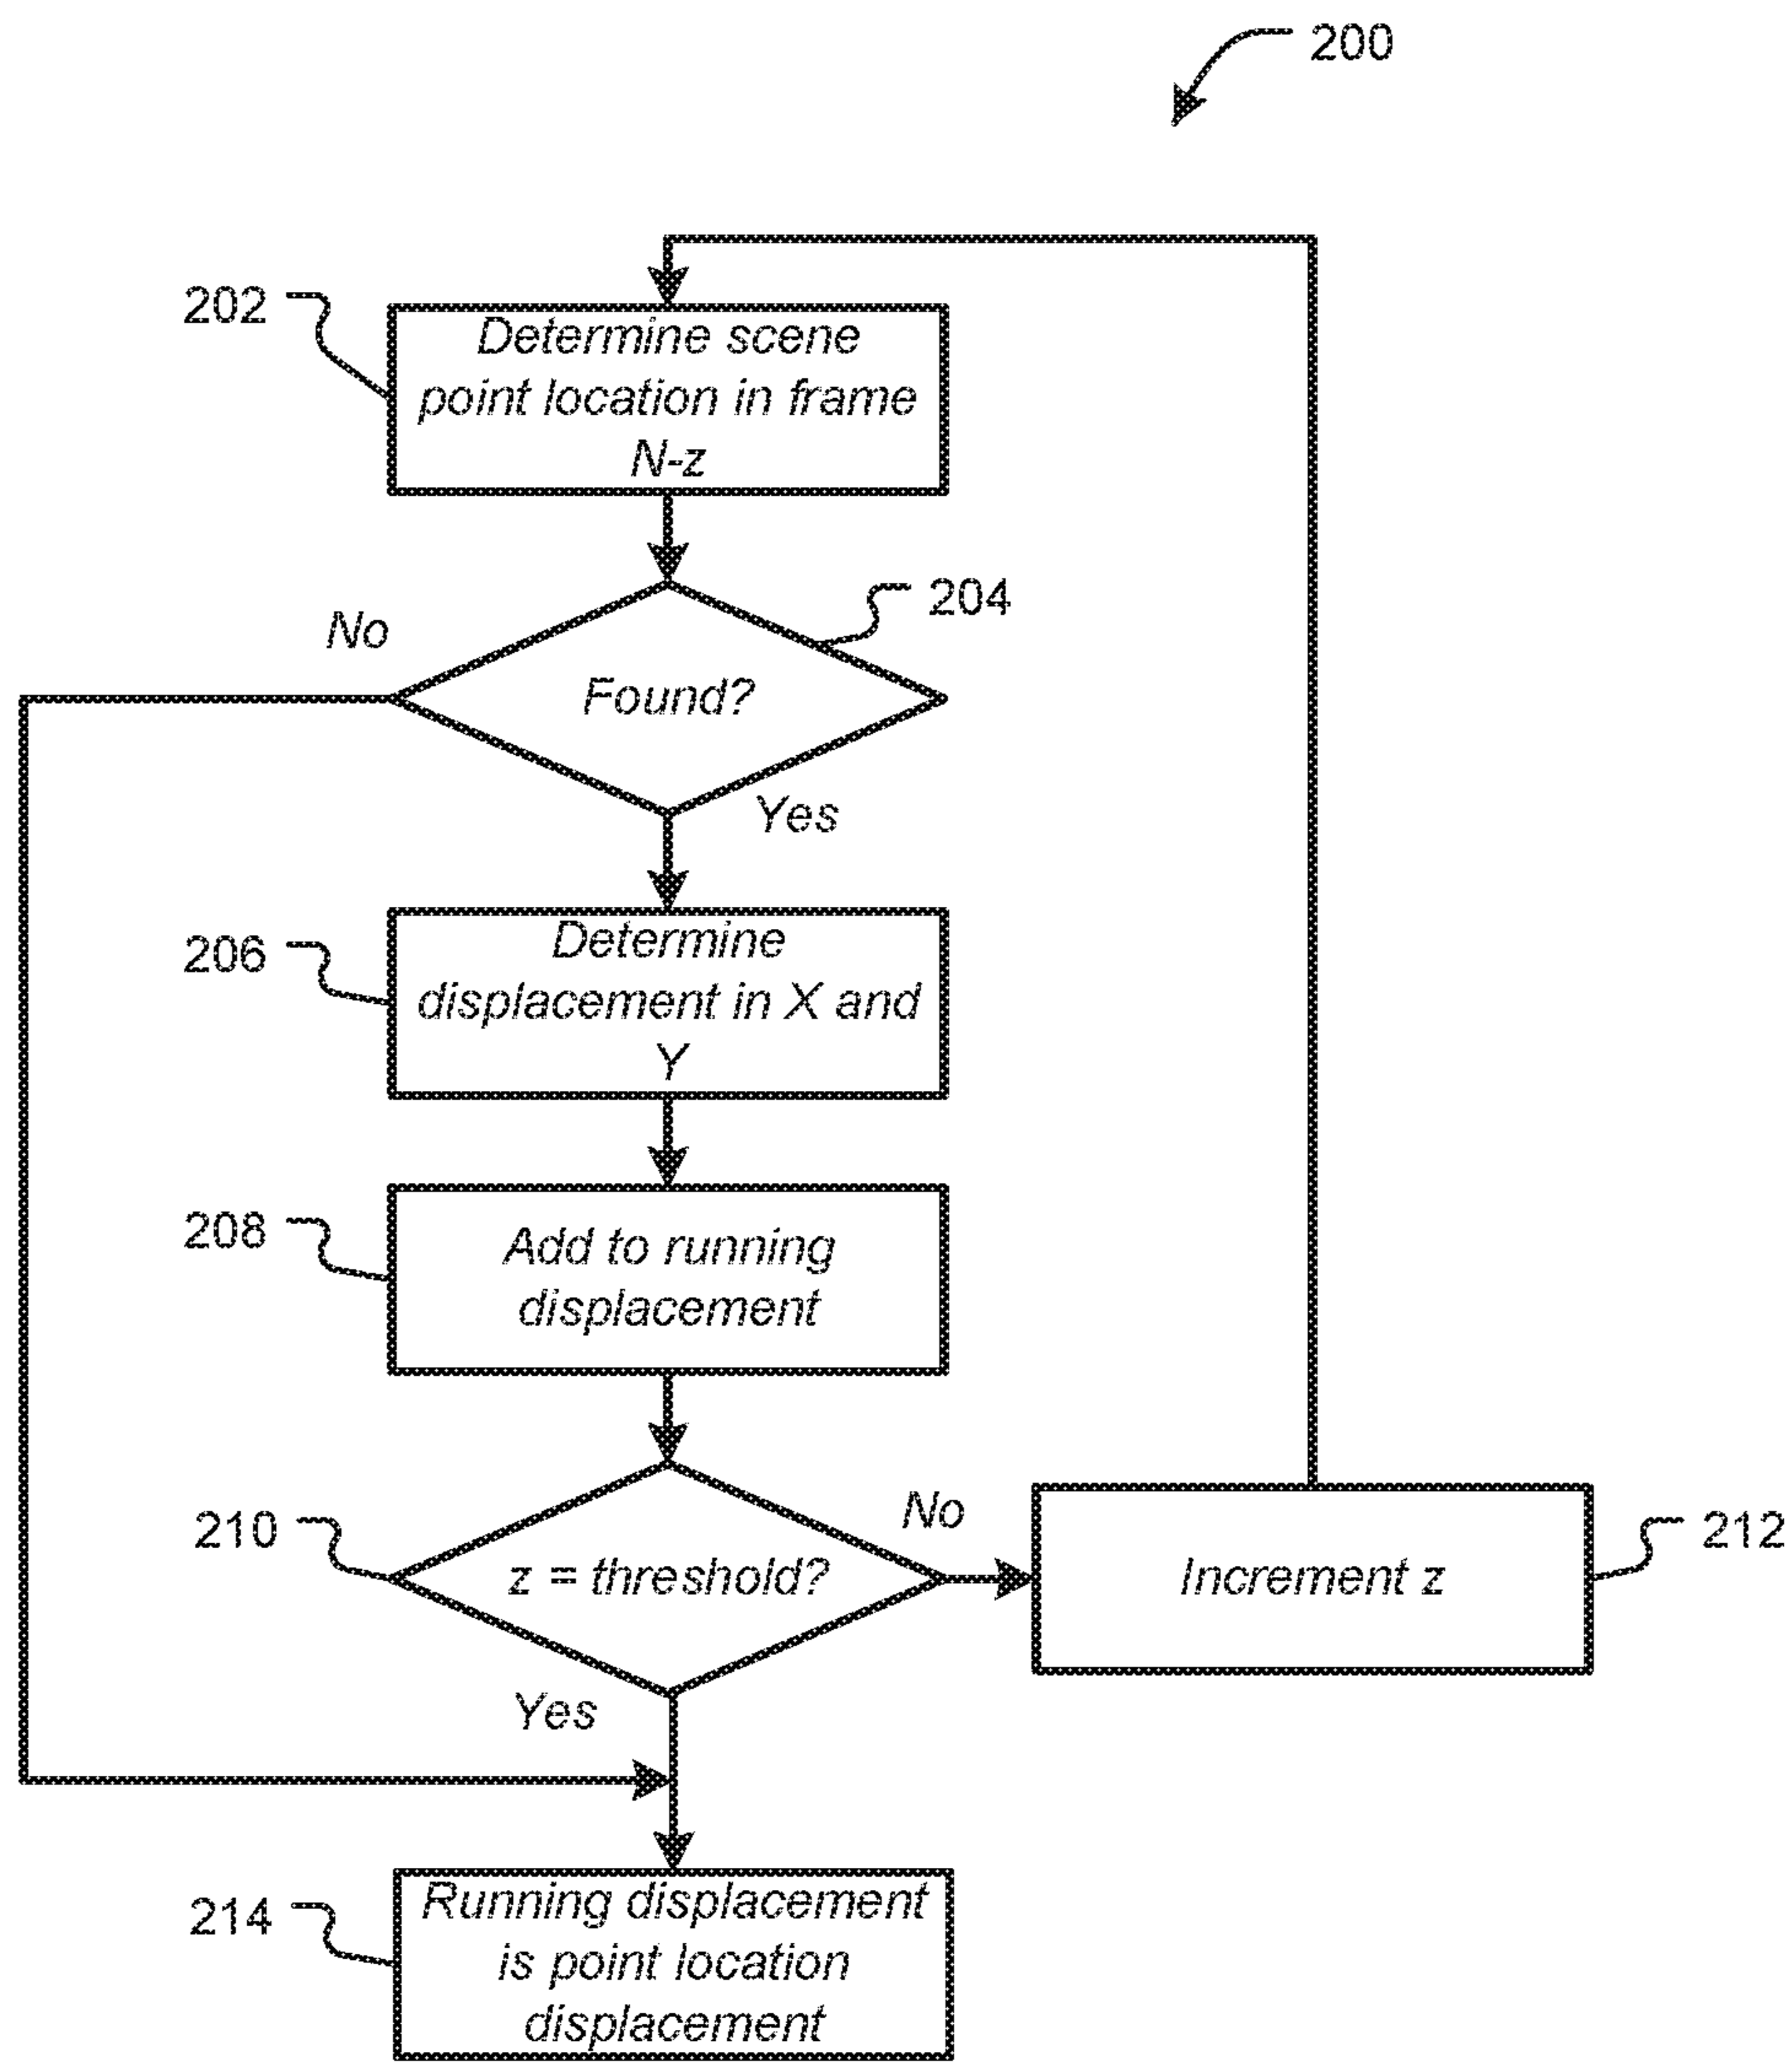 200
202
Determine scene
point location in frame
N-z
204
No
Found?
Yes
206
Determine
displacement in X and
Y
208
Add to running
displacement
210
z = threshold?
No
Increment z
212
Yes
214
Running displacement
is point location
displacement